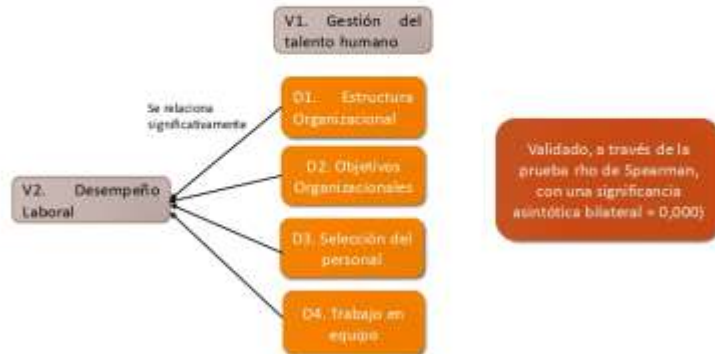 V1. Gestión del
talento humano
D1. Estructura
Organizacional
Se relaciona
significativamente
D2. Objetivos
Organizacionales
V2. Desempeño
Laboral
D3. Selección del
personal
D4. Trabajo en
equipo
Validado, a través de la
prueba rho de Spearman,
con una significancia
asintótica bilateral = 0,000)